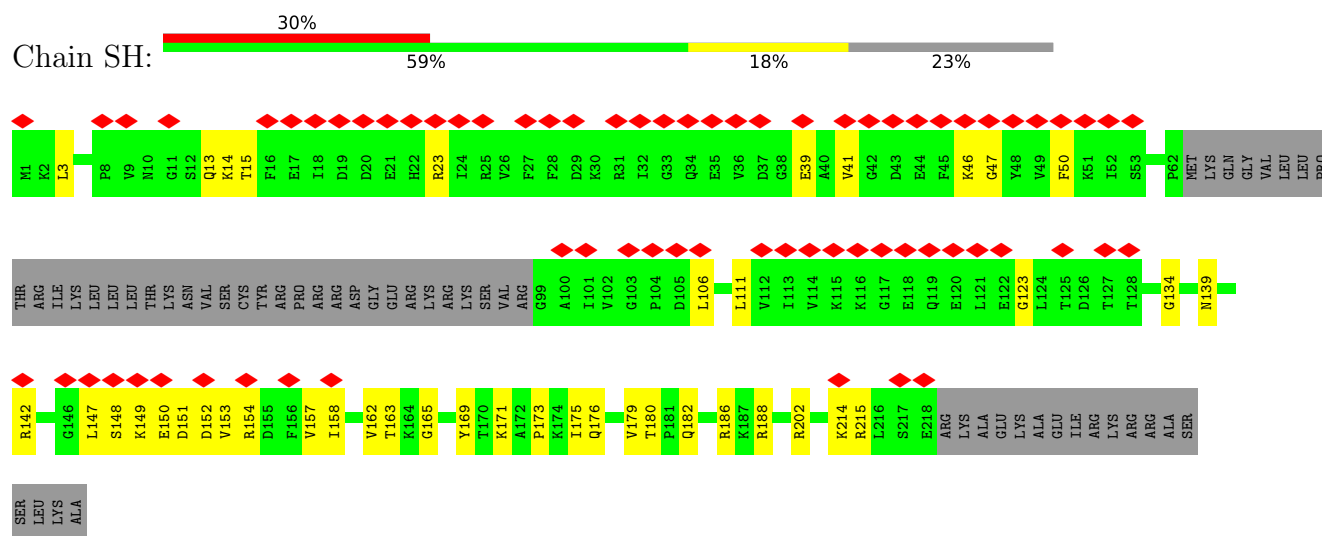 30%
Chain SH:
59% 18% 23%
M1 K2 L3 P8 V9 N10 G11 S12 Q13 K14 T15 F16 E17 I18 D19 D20 E21 H22 R23 I24 R25 V26 F27 F28 D29 K30 R31 I32 G33 Q34 E35 V36 D37 G38 E39 A40 V41 G42 D43 E44 F45 K46 G47 Y48 V49 F50 K51 I52 S53 P62 MET LYS GLN GLY VAL LEU LEU PRO
THR ARG ILE LYS LEU LEU LEU THR LYS ASN VAL SER CYS TYR ARG PRO ARG ARG ASP GLY GLU ARG LYS ARG LYS SER VAL ARG G99 A100 I101 V102 G103 P104 D105 L106 L111 V112 I113 V114 K115 K116 G117 E118 Q119 E120 L121 E122 G123 L124 T125 D126 T127 T128 G134 N139
R142 G146 L147 S148 K149 E150 D151 D152 V153 R154 D155 F156 V157 I158 V162 T163 K164 G165 Y169 T170 K171 A172 P173 K174 I175 Q176 V179 T180 P181 Q182 R186 K187 R188 R202 K214 R215 L216 S217 E218 ARG LYS ALA GLU LYS ALA GLU ILE ARG LYS ARG ARG ALA SER
SER LEU LYS ALA